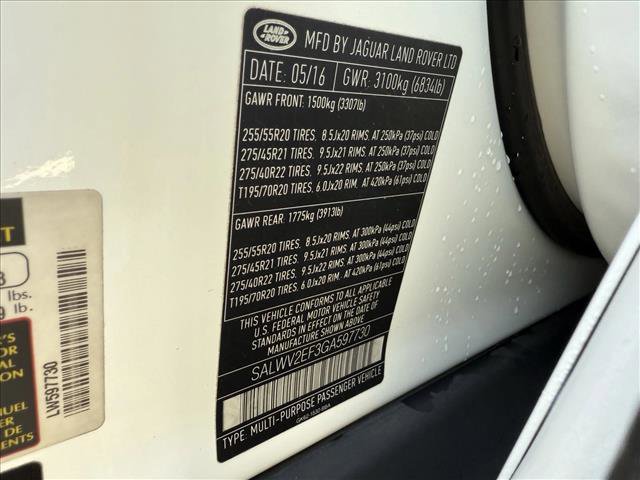 LAND
ROVER
MFD BY JAGUAR LAND ROVER LTD
DATE: 05/16 GWR: 3100kg (6834lb)
GAWR FRONT: 1500kg (3307lb)
255/55R20 TIRES, 8.5Jx20 RIMS, AT 250kPa (37psi) COLD
275/45R21 TIRES, 9.5Jx21 RIMS, AT 250kPa (37psi) COLD
275/40R22 TIRES, 9.5Jx22 RIMS, AT 250kPa (37psi) COLD
T195/70R20 TIRES, 6.0Jx20 RIM, AT 420kPa (61psi) COLD
GAWR REAR: 1775kg (3913lb)
255/55R20 TIRES, 8.5Jx20 RIMS, AT 300kPa (44psi) COLD
275/45R21 TIRES, 9.5Jx21 RIMS, AT 300kPa (44psi) COLD
275/40R22 TIRES, 9.5Jx22 RIMS, AT 300kPa (44psi) COLD
T195/70R20 TIRES, 6.0Jx20 RIM, AT 420kPa (61psi) COLD
THIS VEHICLE CONFORMS TO ALL APPLICABLE
U.S. FEDERAL MOTOR VEHICLE SAFETY
STANDARDS IN EFFECT ON THE DATE OF
MANUFACTURE SHOWN ABOVE.
SALWV2EF3GA597730
TYPE: MULTI-PURPOSE PASSENGER VEHICLE
lbs.
lb.
LW597730